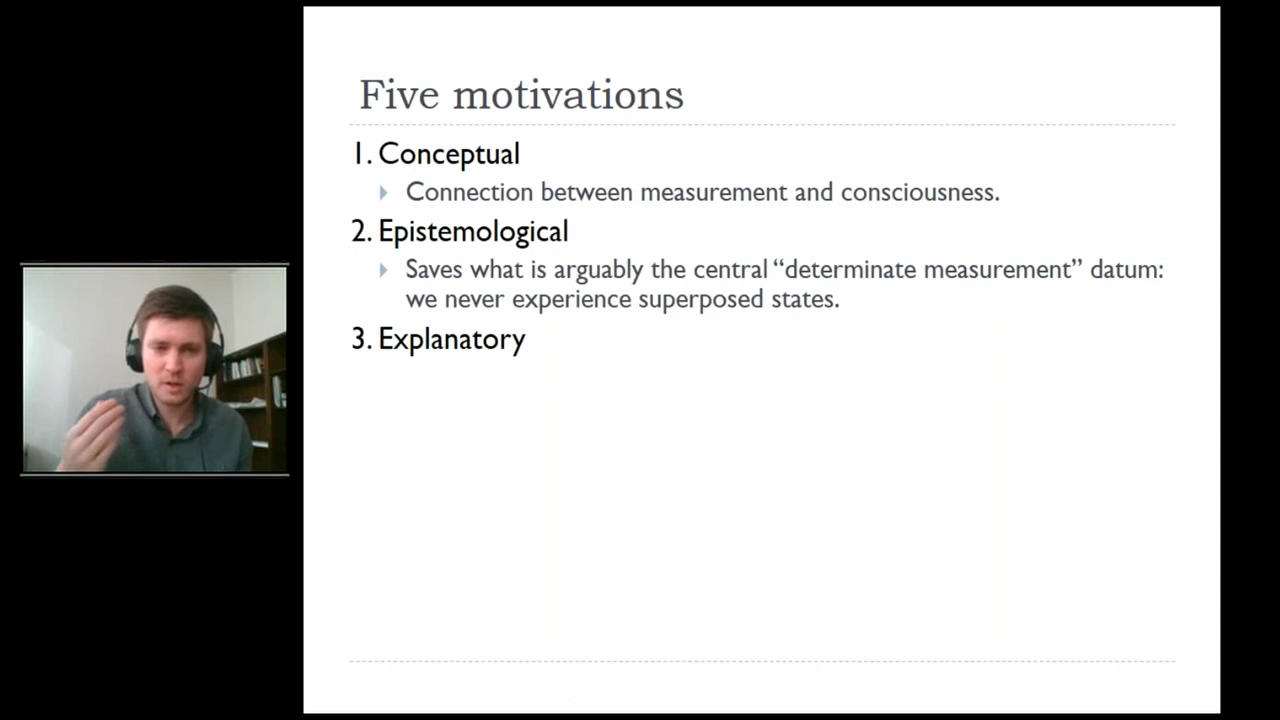 Five motivations
1. Conceptual
Connection between measurement and consciousness.
2. Epistemological
Saves what is arguably the central “determinate measurement” datum:
we never experience superposed states.
3. Explanatory